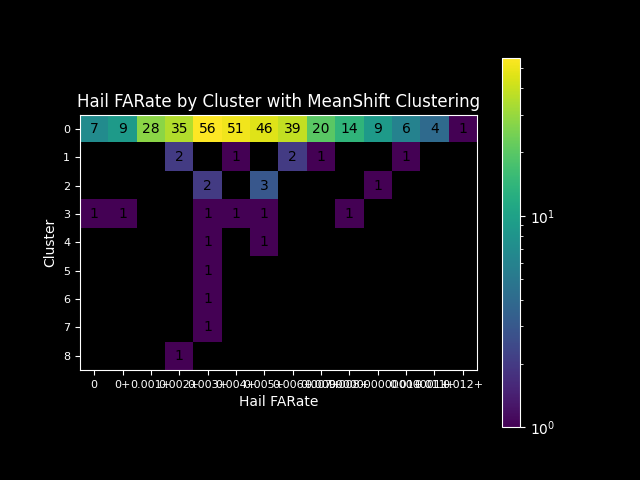 Hail FARate by Cluster with MeanShift Clustering
0 7 9 28 35 56 51 46 39 20 14 9 6 4 1
1 2 1 2 1 1
2 2 3 1
3 1 1 1 1 1 1
4 1 1
5 1
6 1
7 1
8 1
Cluster
0 0+ 0.001+
Hail FARate
10¹
10⁰